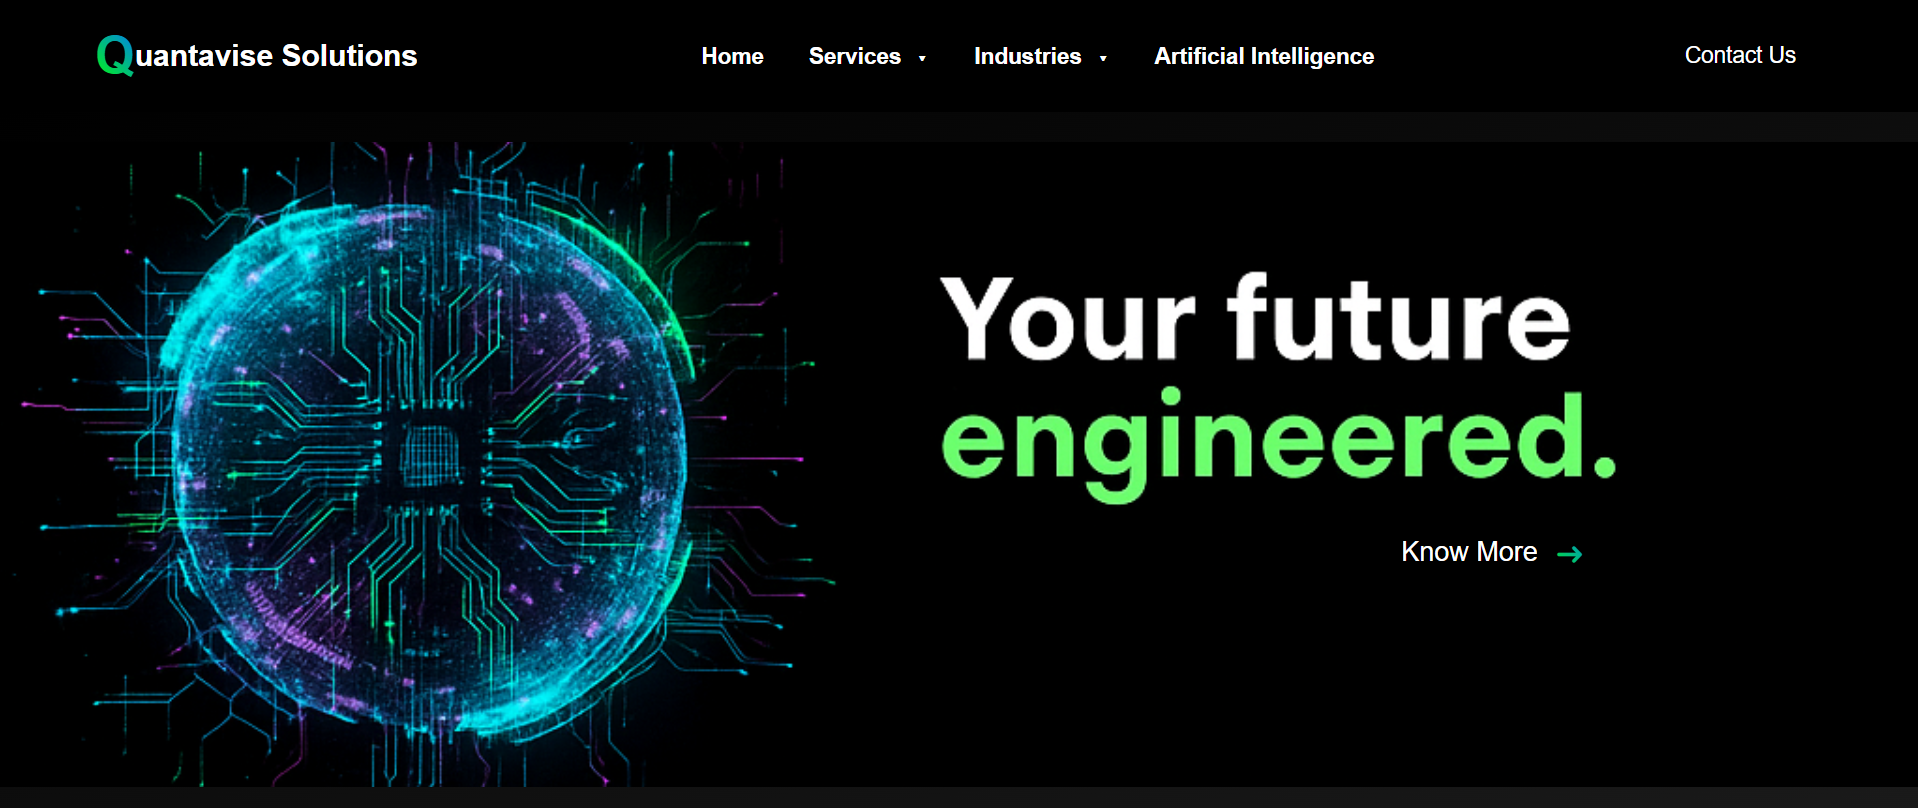 Quantavise Solutions
Home Services Industries Artificial Intelligence
Contact Us
Your future
engineered.
Know More →